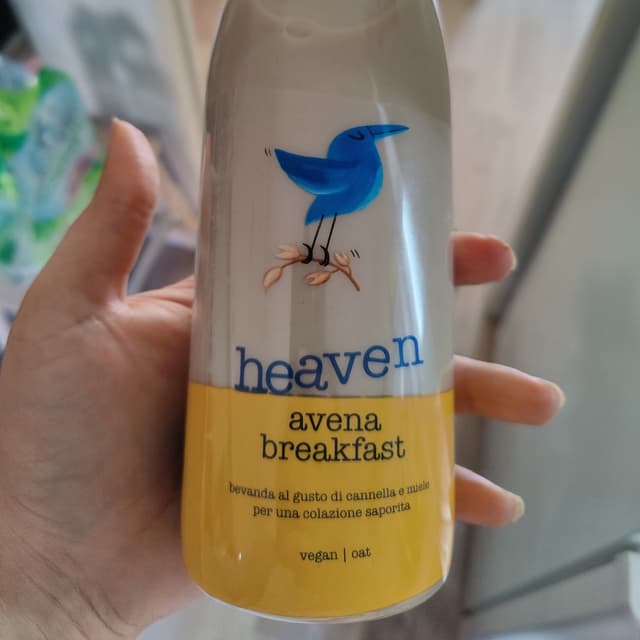 heaven
avena
breakfast
bevanda al gusto di cannella e miele
per una colazione saporita
vegan | oat